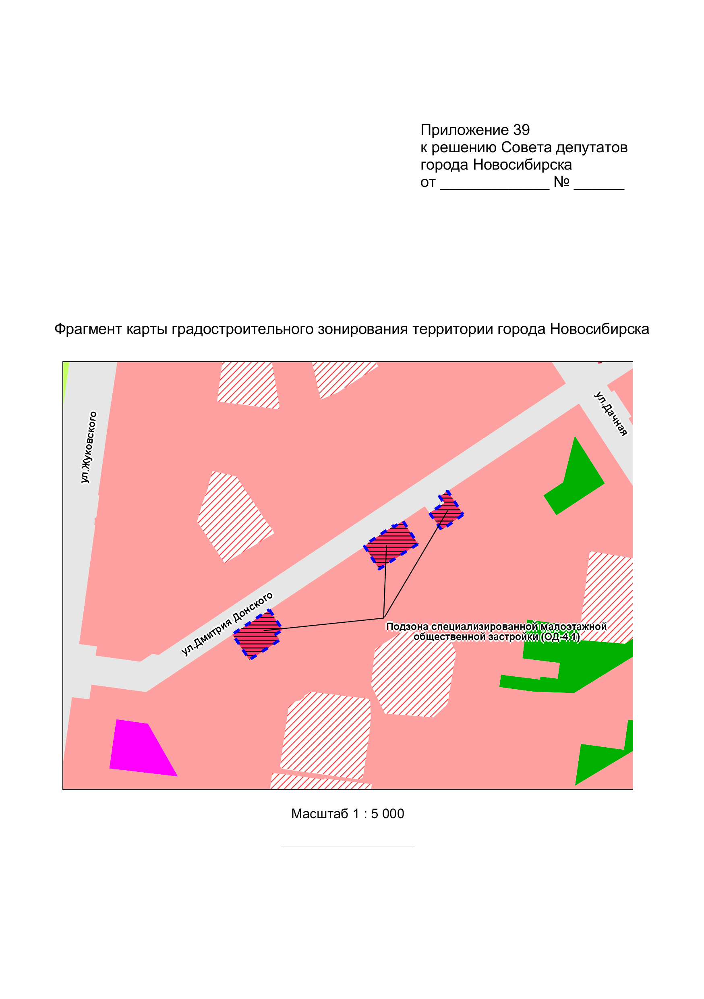 Приложение 39
к решению Совета депутатов
города Новосибирска
от _____________ № ______
Фрагмент карты градостроительного зонирования территории города Новосибирска
ул.Жуковского
ул.Дачная
ул.Дмитрия Донского
Подзона специализированной малоэтажной
общественной застройки (ОД-4.1)
Масштаб 1 : 5 000